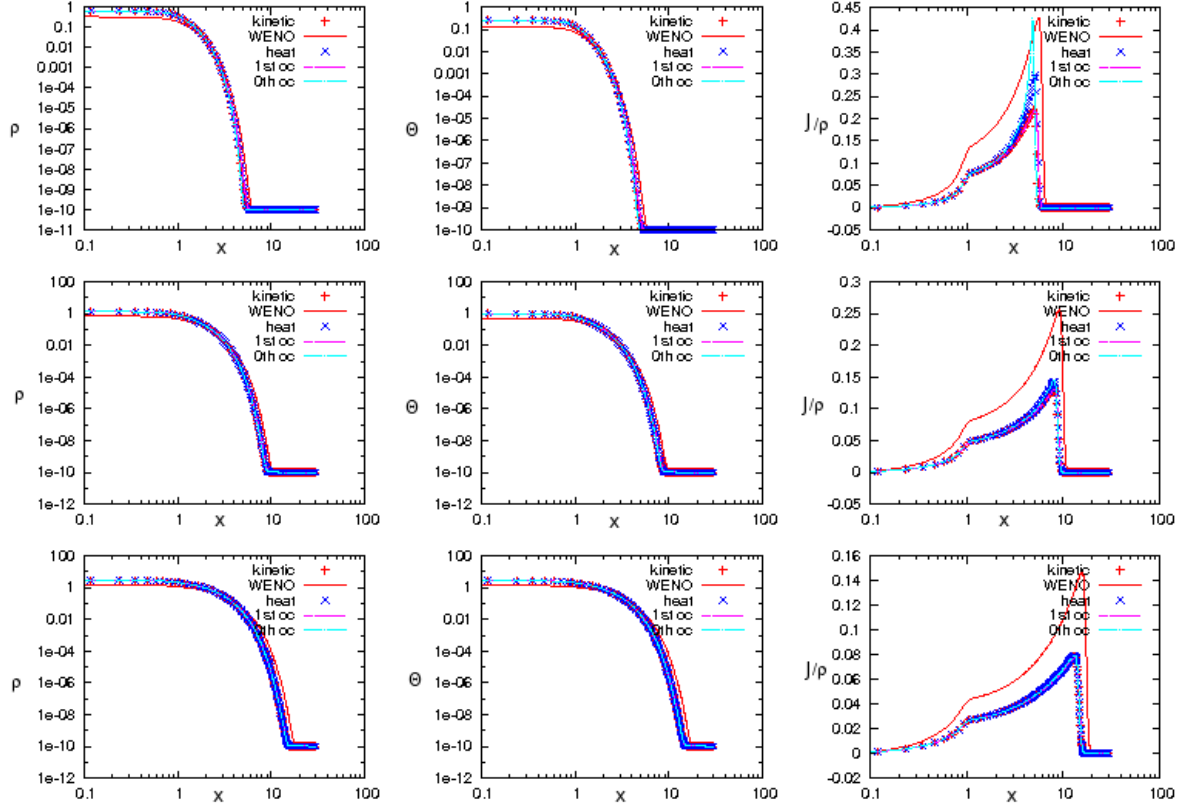 1
0.1
0.1
0.001
1e-04
1e-05
1e-06
1e-07
1e-08
1e-09
1e-10
1e-11
ρ
kinetic
WENO
heat
1st oc
0th oc
0.1 1 10 100
x
1
0.1
0.1
0.001
1e-04
1e-05
1e-06
1e-07
1e-08
1e-09
1e-10
Θ
kinetic
WENO
heat
1st oc
0th oc
0.1 1 10 100
x
0.45
0.4
0.35
0.3
0.25
0.2
0.15
0.1
0.05
0
-0.05
J/ρ
kinetic
WENO
heat
1st oc
0th oc
0.1 1 10 100
x
100
1
0.01
1e-04
1e-06
1e-08
1e-10
1e-12
ρ
kinetic
WENO
heat
1st oc
0th oc
0.1 1 10 100
x
100
1
0.01
1e-04
1e-06
1e-08
1e-10
1e-12
Θ
kinetic
WENO
heat
1st oc
0th oc
0.1 1 10 100
x
0.3
0.25
0.2
0.15
0.1
0.05
0
-0.05
J/ρ
kinetic
WENO
heat
1st oc
0th oc
0.1 1 10 100
x
100
1
0.01
1e-04
1e-06
1e-08
1e-10
1e-12
ρ
kinetic
WENO
heat
1st oc
0th oc
0.1 1 10 100
x
100
1
0.01
1e-04
1e-06
1e-08
1e-10
1e-12
Θ
kinetic
WENO
heat
1st oc
0th oc
0.1 1 10 100
x
0.16
0.14
0.12
0.1
0.08
0.06
0.04
0.02
0
-0.02
J/ρ
kinetic
WENO
heat
1st oc
0th oc
0.1 1 10 100
x